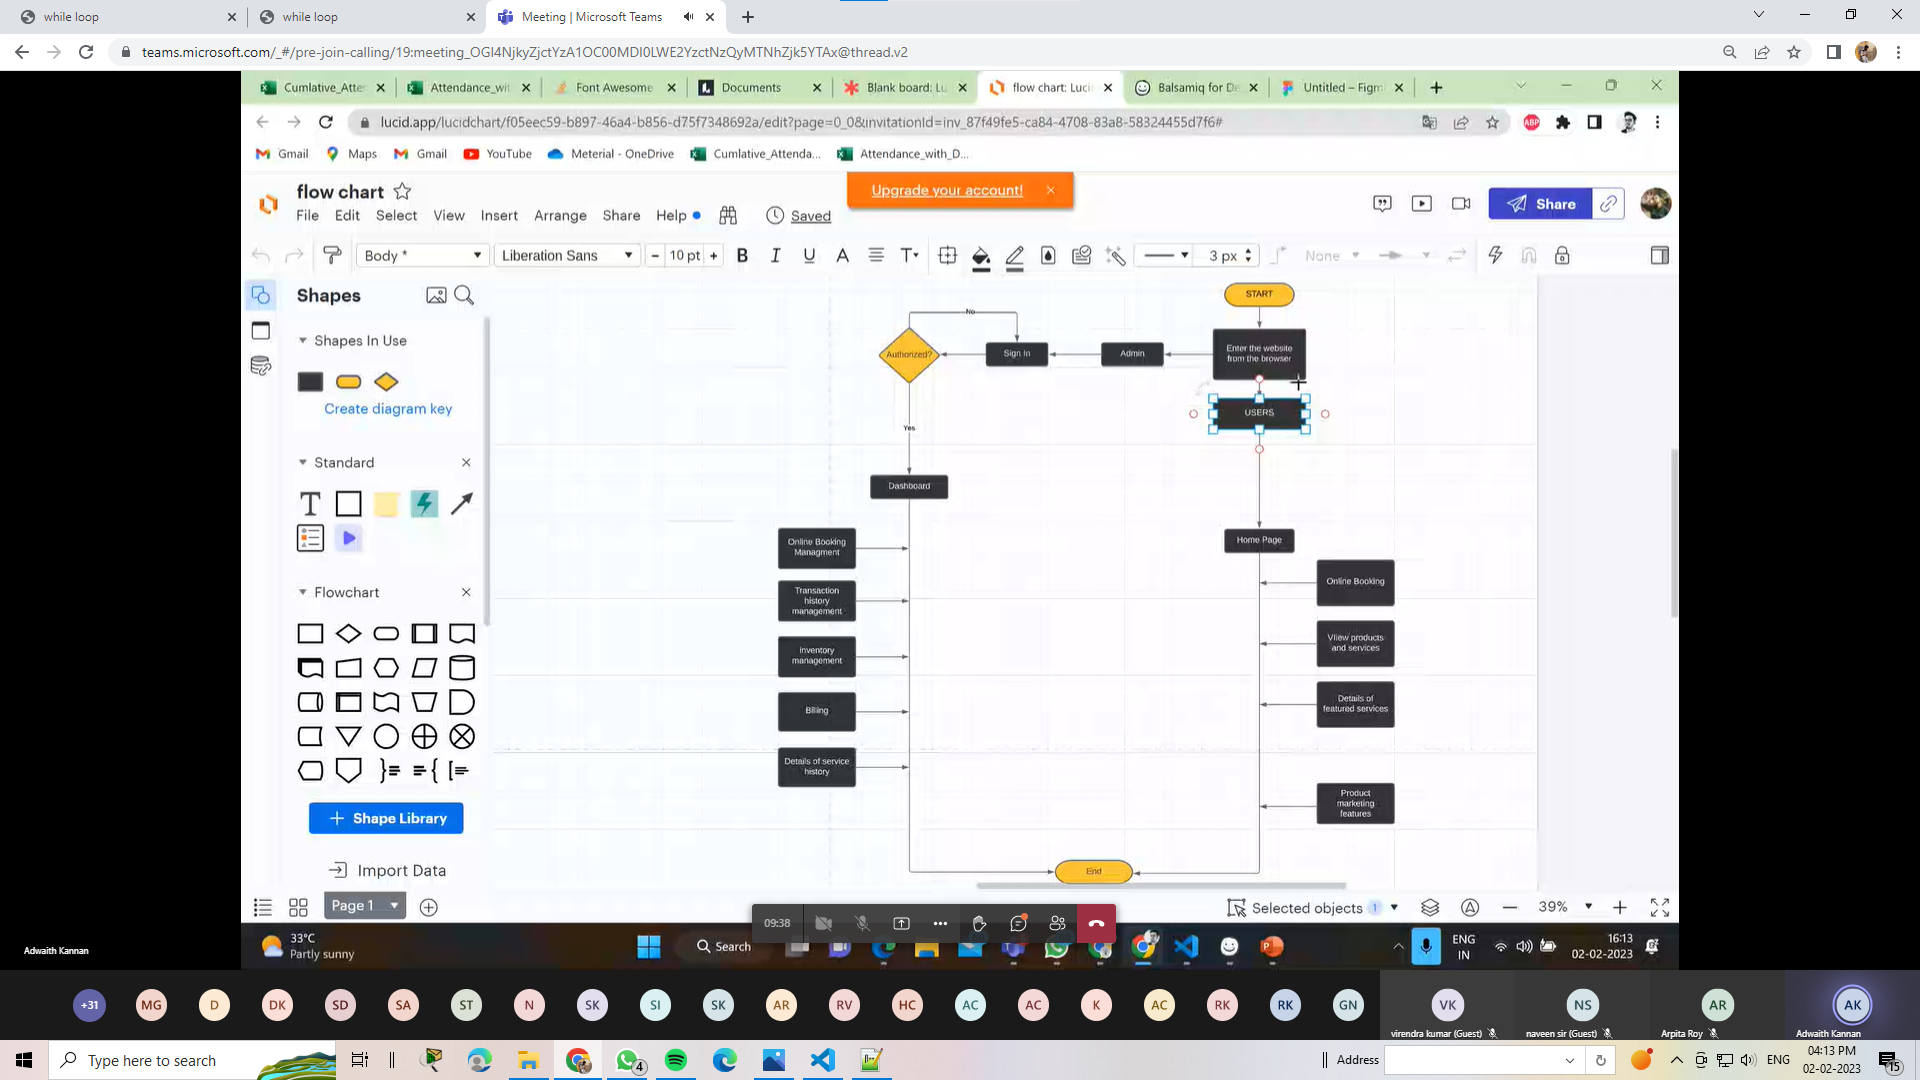 while loop
while loop
Meeting | Microsoft Teams
teams.microsoft.com/_#/pre-join-calling/19:meeting_OGI4NjkyZjctYzA1OC00MDI0LWE2YzctNzQyMTNhZjk5YTAx@thread.v2
Cumlative_Atte
Attendance_wit
Font Awesome
Documents
Blank board: Lu
flow chart: Luci
Balsamiq for De
Untitled – Figm
lucid.app/lucidchart/f05eec59-b897-46a4-b856-d75f7348692a/edit?page=0_0&invitationId=inv_87f49fe5-ca84-4708-83a8-58324455d7f6#
ABP
Gmail
Maps
Gmail
YouTube
Meterial - OneDrive
Cumlative_Attenda...
Attendance_with_D...
flow chart
Upgrade your account!
File Edit Select View Insert Arrange Share Help
Saved
Share
Body *
Liberation Sans
10 pt
3 px
None
Shapes
Shapes In Use
Create diagram key
Standard
Flowchart
Shape Library
Import Data
START
Enter the website
from the browser
Admin
Sign In
Authorized?
No
Yes
USERS
Dashboard
Home Page
Online Booking
Managment
Transaction
history
management
Inventory
management
Billing
Details of service
history
Online Booking
VIiew products
and services
Details of
featured services
Product
marketing
features
End
Page 1
Selected objects
1
39%
09:38
Adwaith Kannan
33°C
Partly sunny
Search
ENG
IN
16:13
02-02-2023
+31
MG
D
DK
SD
SA
ST
N
SK
SI
SK
AR
RV
HC
AC
AC
K
AC
RK
RK
GN
VK
virendra kumar (Guest)
NS
naveen sir (Guest)
AR
Arpita Roy
AK
Adwaith Kannan
Type here to search
4
Address
ENG
04:13 PM
02-02-2023
15